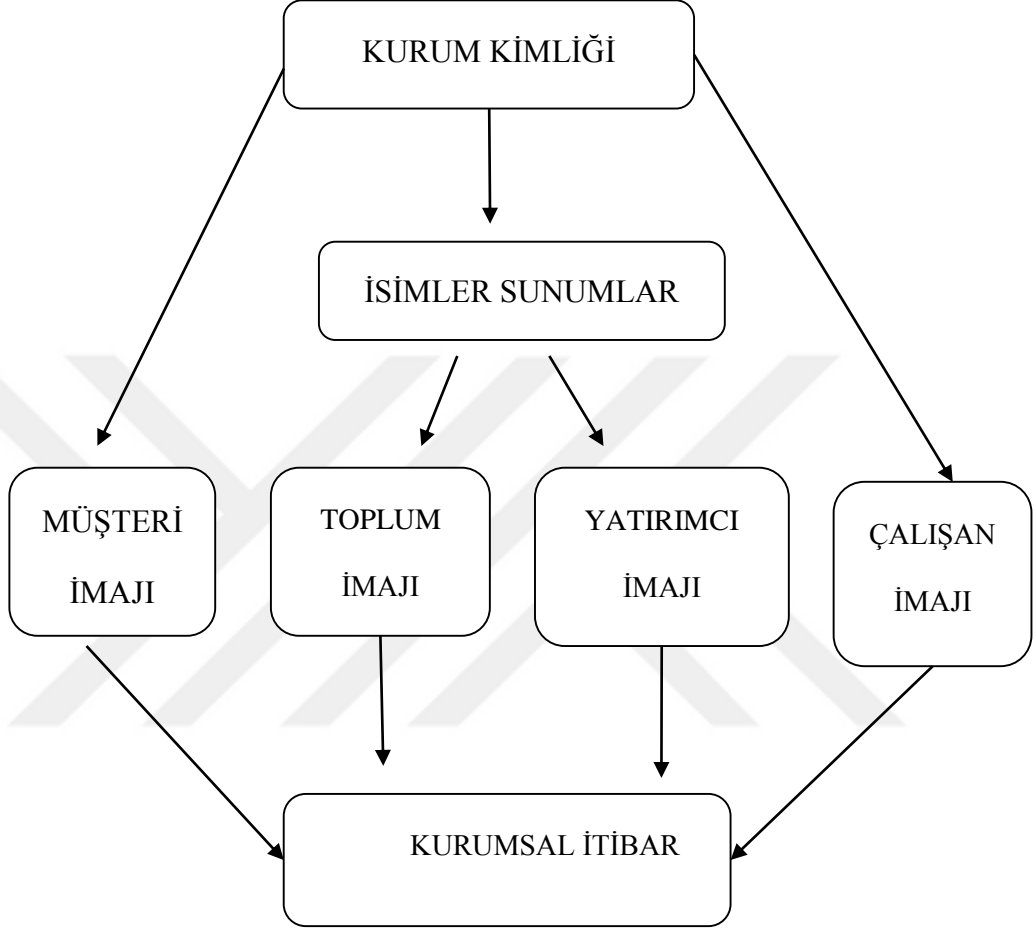 KURUM KİMLİĞİ
İSİMLER SUNUMLAR
MÜŞTERİ
İMAJI
TOPLUM
İMAJI
YATIRIMCI
İMAJI
ÇALIŞAN
İMAJI
KURUMSAL İTİBAR